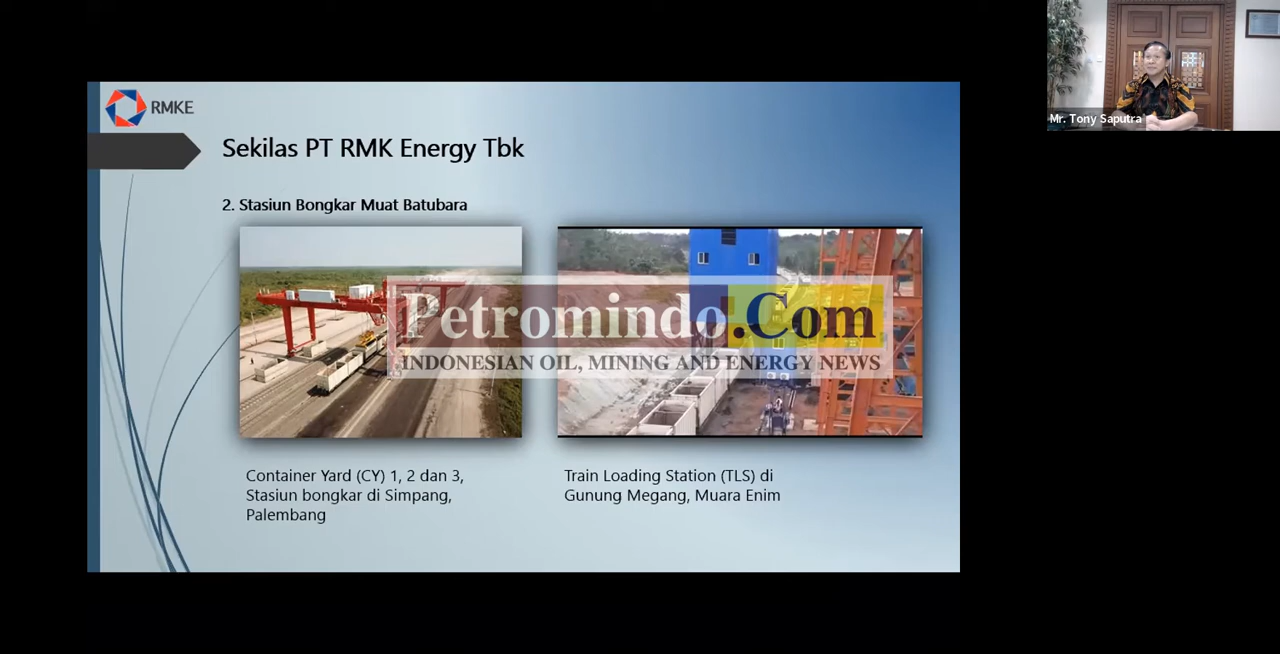 RMKE
Sekilas PT RMK Energy Tbk
2. Stasiun Bongkar Muat Batubara
Petromindo.Com
INDONESIAN OIL, MINING AND ENERGY NEWS
Container Yard (CY) 1, 2 dan 3,
Stasiun bongkar di Simpang,
Palembang
Train Loading Station (TLS) di
Gunung Megang, Muara Enim
Mr. Tony Saputra